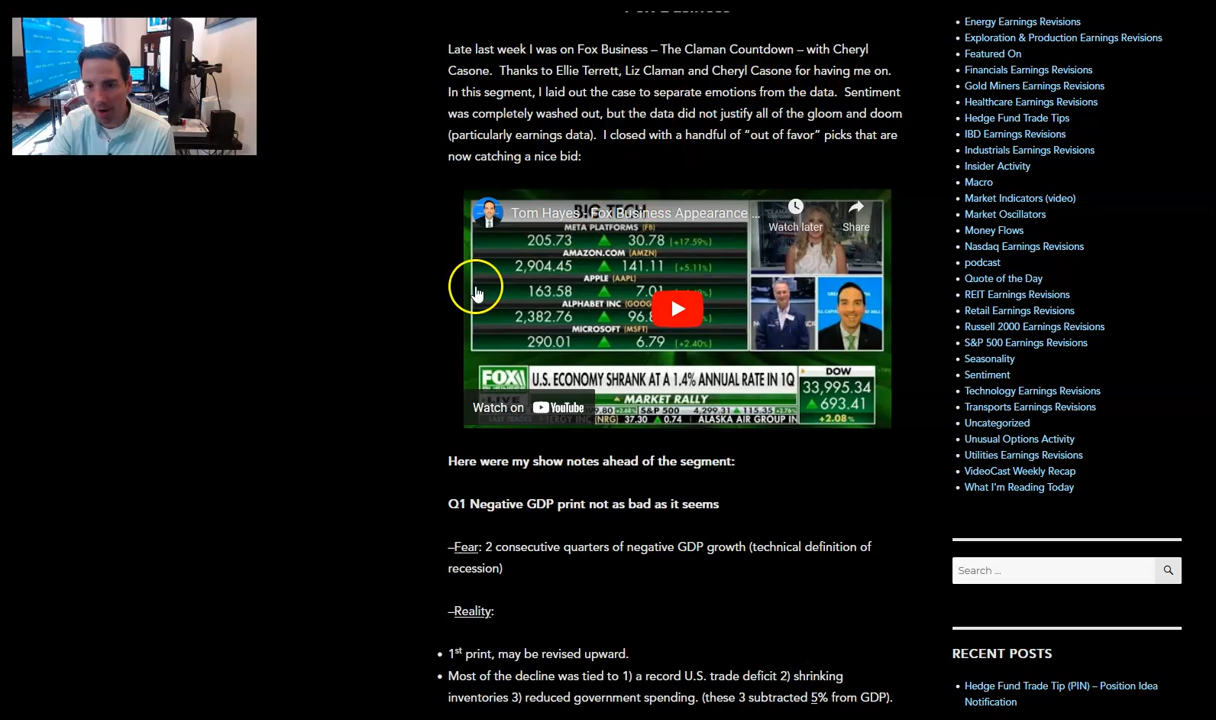 Late last week I was on Fox Business – The Claman Countdown – with Cheryl
Casone.  Thanks to Ellie Terrett, Liz Claman and Cheryl Casone for having me on.
In this segment, I laid out the case to separate emotions from the data.  Sentiment
was completely washed out, but the data did not justify all of the gloom and doom
(particularly earnings data).  I closed with a handful of “out of favor” picks that are
now catching a nice bid:
BIG TECH
Tom Hayes - Fox Business Appearance ...
Watch later
Share
META PLATFORMS (FB)
205.73 30.78 (+17.59%)
AMAZON.COM (AMZN)
2,904.45 141.11 (+5.11%)
APPLE (AAPL)
163.58
ALPHABET INC
2,382.76
MICROSOFT (MSFT)
290.01 6.79 (+2.40%)
FOX
U.S. ECONOMY SHRANK AT A 1.4% ANNUAL RATE IN 1Q
MARKET RALLY
DOW
33,995.34
693.41
+2.08%
Watch on YouTube
S&P 500 4,299.31 115.35
(NRG) 37.30 0.74 ALASKA AIR GROUP IN
Here were my show notes ahead of the segment:
Q1 Negative GDP print not as bad as it seems
–Fear: 2 consecutive quarters of negative GDP growth (technical definition of
recession)
–Reality:
• 1st print, may be revised upward.
• Most of the decline was tied to 1) a record U.S. trade deficit 2) shrinking
inventories 3) reduced government spending. (these 3 subtracted 5% from GDP).
• Energy Earnings Revisions
• Exploration & Production Earnings Revisions
• Featured On
• Financials Earnings Revisions
• Gold Miners Earnings Revisions
• Healthcare Earnings Revisions
• Hedge Fund Trade Tips
• IBD Earnings Revisions
• Industrials Earnings Revisions
• Insider Activity
• Macro
• Market Indicators (video)
• Market Oscillators
• Money Flows
• Nasdaq Earnings Revisions
• podcast
• Quote of the Day
• REIT Earnings Revisions
• Retail Earnings Revisions
• Russell 2000 Earnings Revisions
• S&P 500 Earnings Revisions
• Seasonality
• Sentiment
• Technology Earnings Revisions
• Transports Earnings Revisions
• Uncategorized
• Unusual Options Activity
• Utilities Earnings Revisions
• VideoCast Weekly Recap
• What I'm Reading Today
Search ...
RECENT POSTS
• Hedge Fund Trade Tip (PIN) – Position Idea
Notification